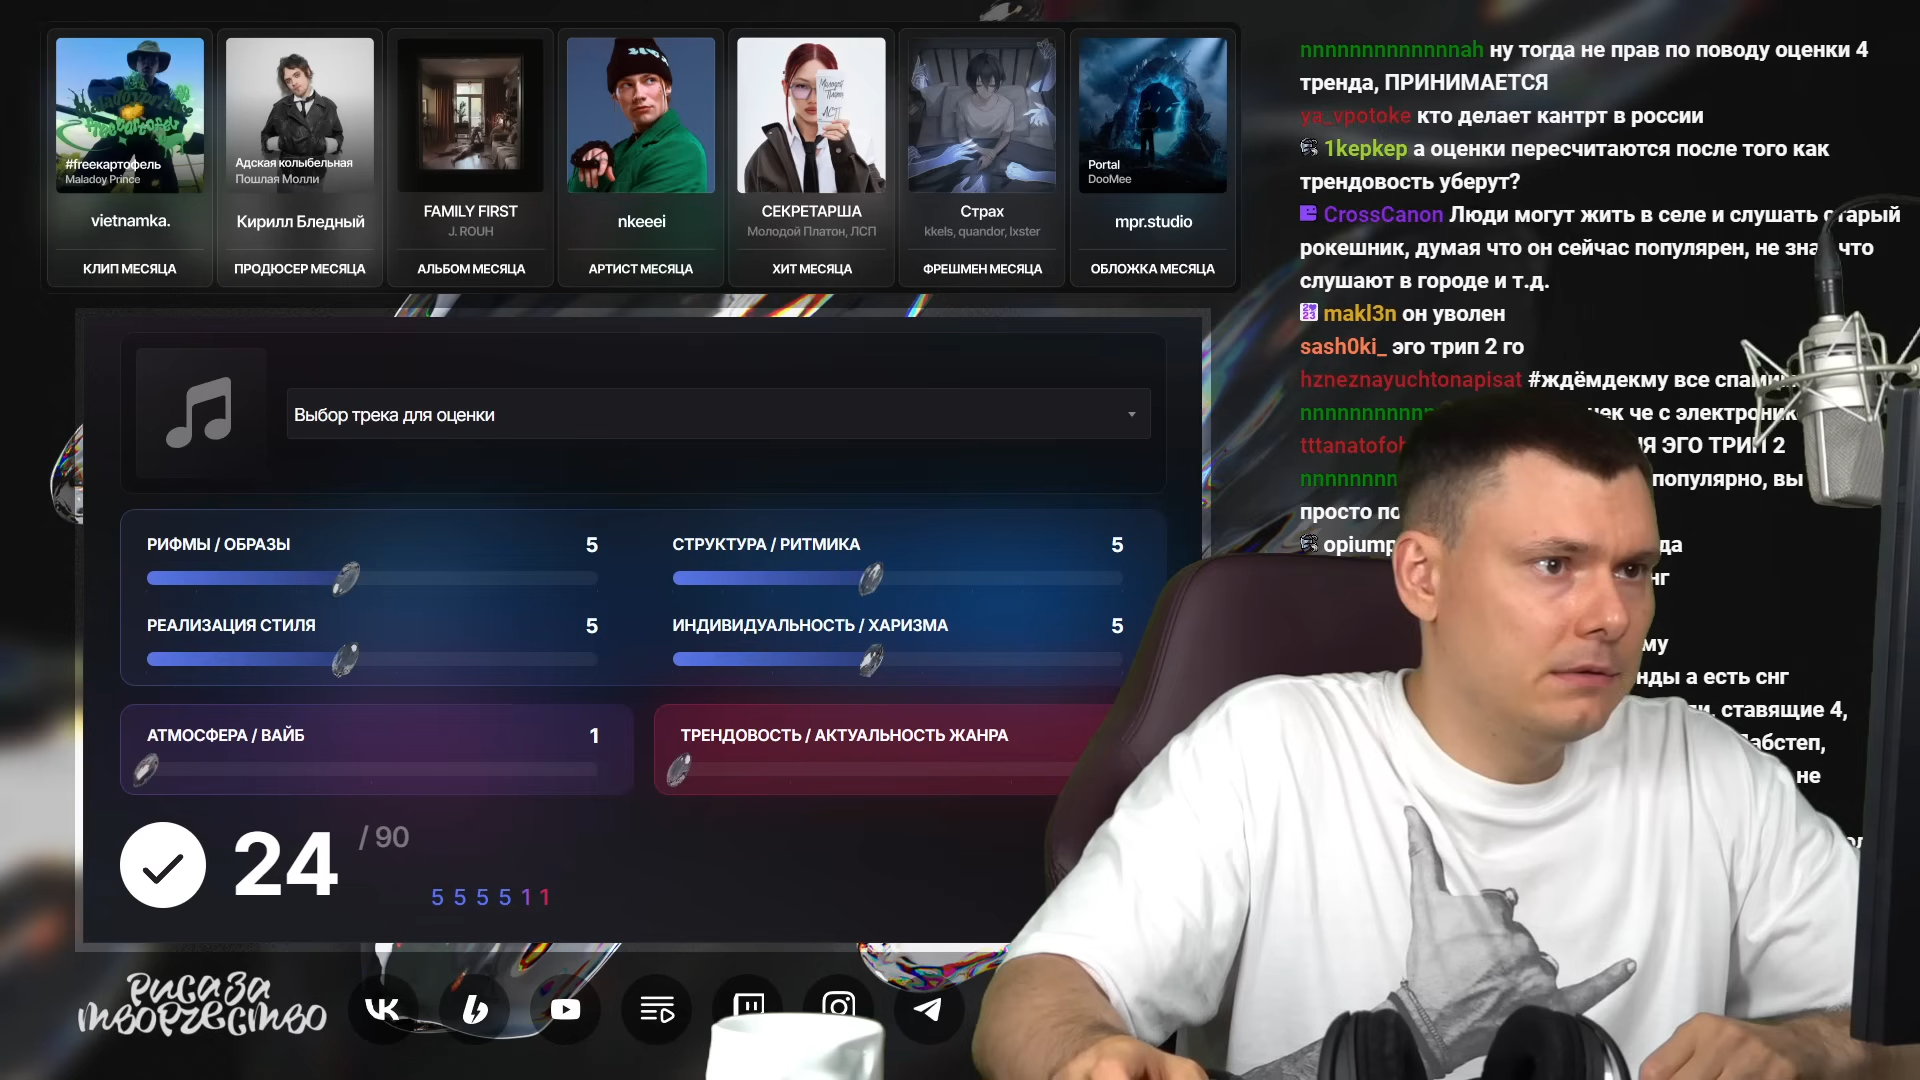 #freeкартофель
Maladoy Prince
vietnamka.
КЛИП МЕСЯЦА
Адская колыбельная
Пошлая Молли
Кирилл Бледный
ПРОДЮСЕР МЕСЯЦА
FAMILY FIRST
J. ROUH
АЛЬБОМ МЕСЯЦА
nkeeei
АРТИСТ МЕСЯЦА
СЕКРЕТАРША
Молодой Платон, ЛСП
ХИТ МЕСЯЦА
Страх
kkels, quandor, lxster
ФРЕШМЕН МЕСЯЦА
Portal
DooMee
mpr.studio
ОБЛОЖКА МЕСЯЦА
Выбор трека для оценки
РИФМЫ / ОБРАЗЫ 5
СТРУКТУРА / РИТМИКА 5
РЕАЛИЗАЦИЯ СТИЛЯ 5
ИНДИВИДУАЛЬНОСТЬ / ХАРИЗМА 5
АТМОСФЕРА / ВАЙБ 1
ТРЕНДОВОСТЬ / АКТУАЛЬНОСТЬ ЖАНРА
24 / 90
5 5 5 5 1 1
РИСАЗА
ТВОРЧЕСТВО
nnnnnnnnnnnnnah ну тогда не прав по поводу оценки 4
тренда, ПРИНИМАЕТСЯ
ya_vpotoke кто делает кантрт в россии
1kepkep а оценки пересчитаются после того как
трендовость уберут?
CrossCanon Люди могут жить в селе и слушать старый
рокешник, думая что он сейчас популярен, не зная что
слушают в городе и т.д.
makl3n он уволен
sash0ki_ эго трип 2 го
hzneznayuchtonapisat #ждёмдекму все
че с
ЭГО ТРИП 2
популярно, вы
просто
да
нг
му
а есть снг
ставящие 4,
не